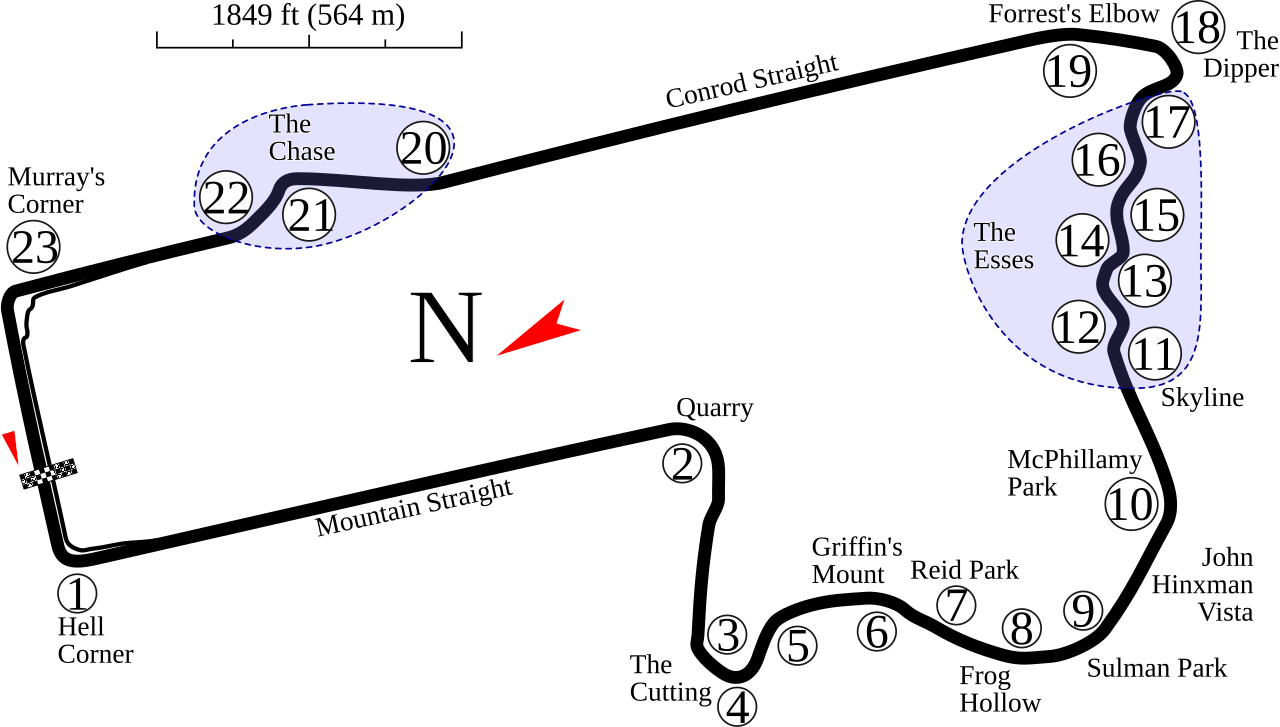 1849 ft (564 m)
Forrest's Elbow
18
The
Dipper
19
Conrod Straight
The
Chase
20
17
16
Murray's
Corner
22
21
15
23
The
Esses
14
13
N
12
11
Skyline
Quarry
2
McPhillamy
Park
10
Mountain Straight
Griffin's
Mount
Reid Park
John
Hinxman
Vista
1
Hell
Corner
7
9
3
5
6
8
The
Cutting
4
Frog
Hollow
Sulman Park